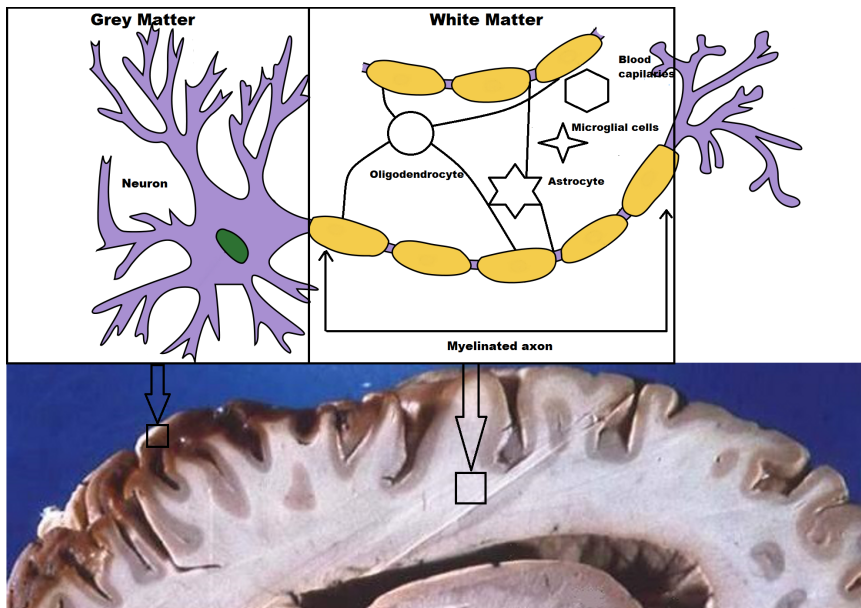 Grey Matter
White Matter
Blood
capilaries
Microglial cells
Oligodendrocyte
Astrocyte
Neuron
Myelinated axon